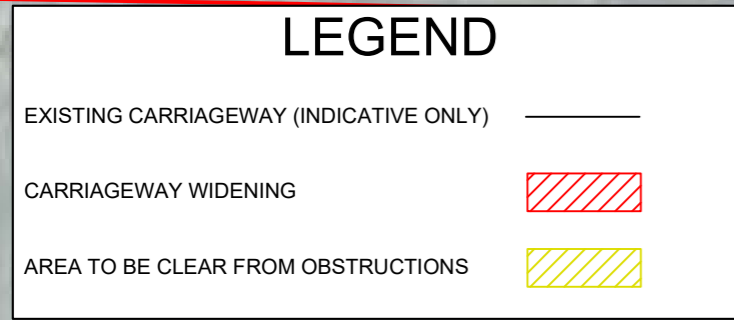 LEGEND
EXISTING CARRIAGEWAY (INDICATIVE ONLY)
CARRIAGEWAY WIDENING
AREA TO BE CLEAR FROM OBSTRUCTIONS